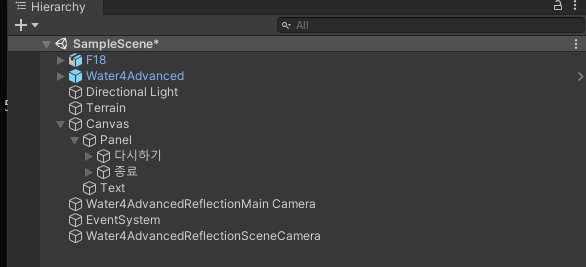 Hierarchy
All
SampleScene*
F18
Water4Advanced
5
Directional Light
Terrain
Canvas
Panel
다시하기
종료
Text
Water4AdvancedReflectionMain Camera
EventSystem
Water4AdvancedReflectionSceneCamera